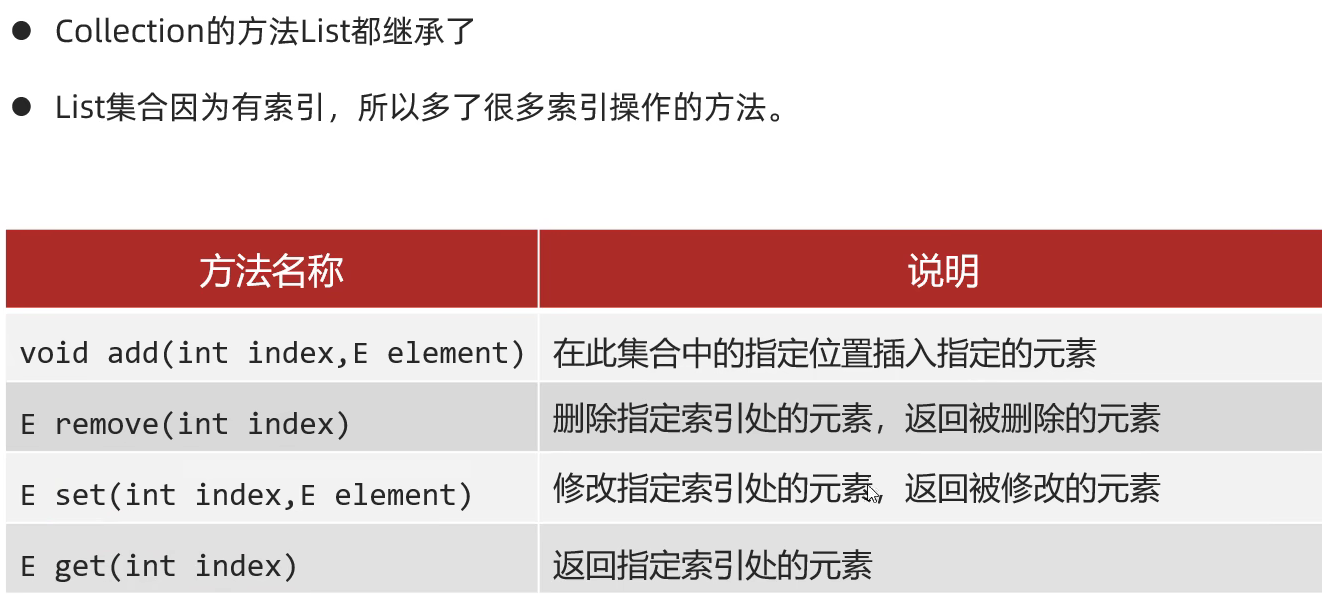 ● Collection的方法List都继承了
● List集合因为有索引，所以多了很多索引操作的方法。
方法名称 说明
void add(int index,E element) 在此集合中的指定位置插入指定的元素
E remove(int index) 删除指定索引处的元素，返回被删除的元素
E set(int index,E element) 修改指定索引处的元素，返回被修改的元素
E get(int index) 返回指定索引处的元素